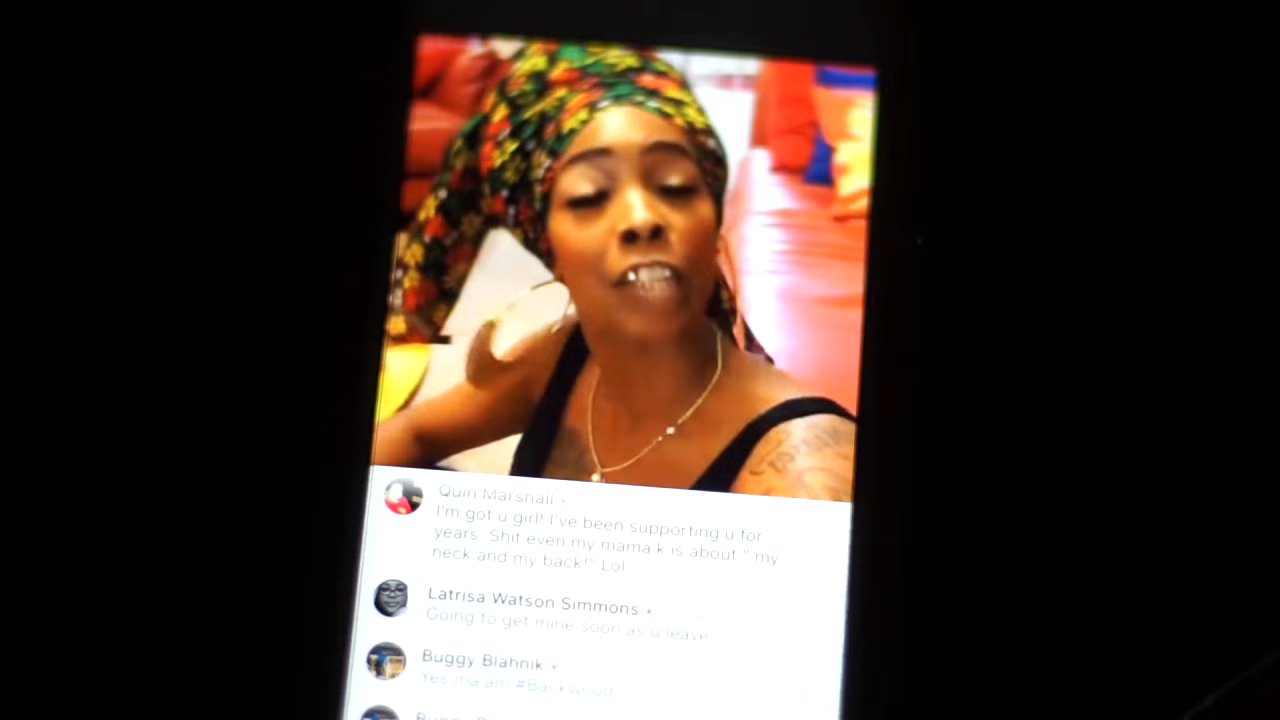 Quin Marshall
I'm got u girl! I've been supporting u for
years. Shit even my mama k is about " my
neck and my back!" Lol
Latrisa Watson Simmons
Going to get mine soon as u leave
Buggy Blahnik
Yes ma am #Backwood
Buggy